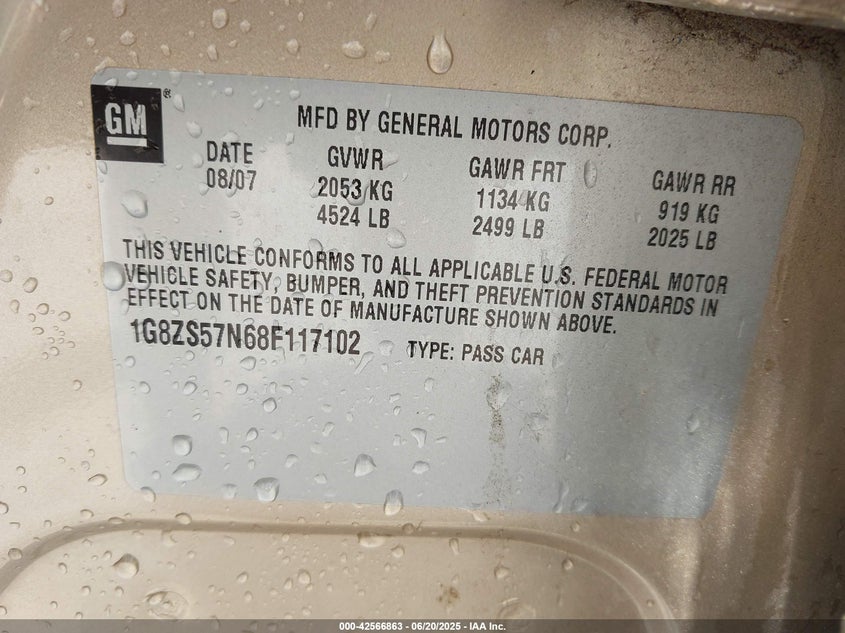 GM®
MFD BY GENERAL MOTORS CORP.
DATE GVWR GAWR FRT GAWR RR
08/07 2053 KG 1134 KG 919 KG
4524 LB 2499 LB 2025 LB
THIS VEHICLE CONFORMS TO ALL APPLICABLE U.S. FEDERAL MOTOR
VEHICLE SAFETY, BUMPER, AND THEFT PREVENTION STANDARDS IN
EFFECT ON THE DATE OF MANUFACTURE SHOWN ABOVE.
1G8ZS57N68F117102 TYPE: PASS CAR
000-42566863 - 06/20/2025 - IAA Inc.